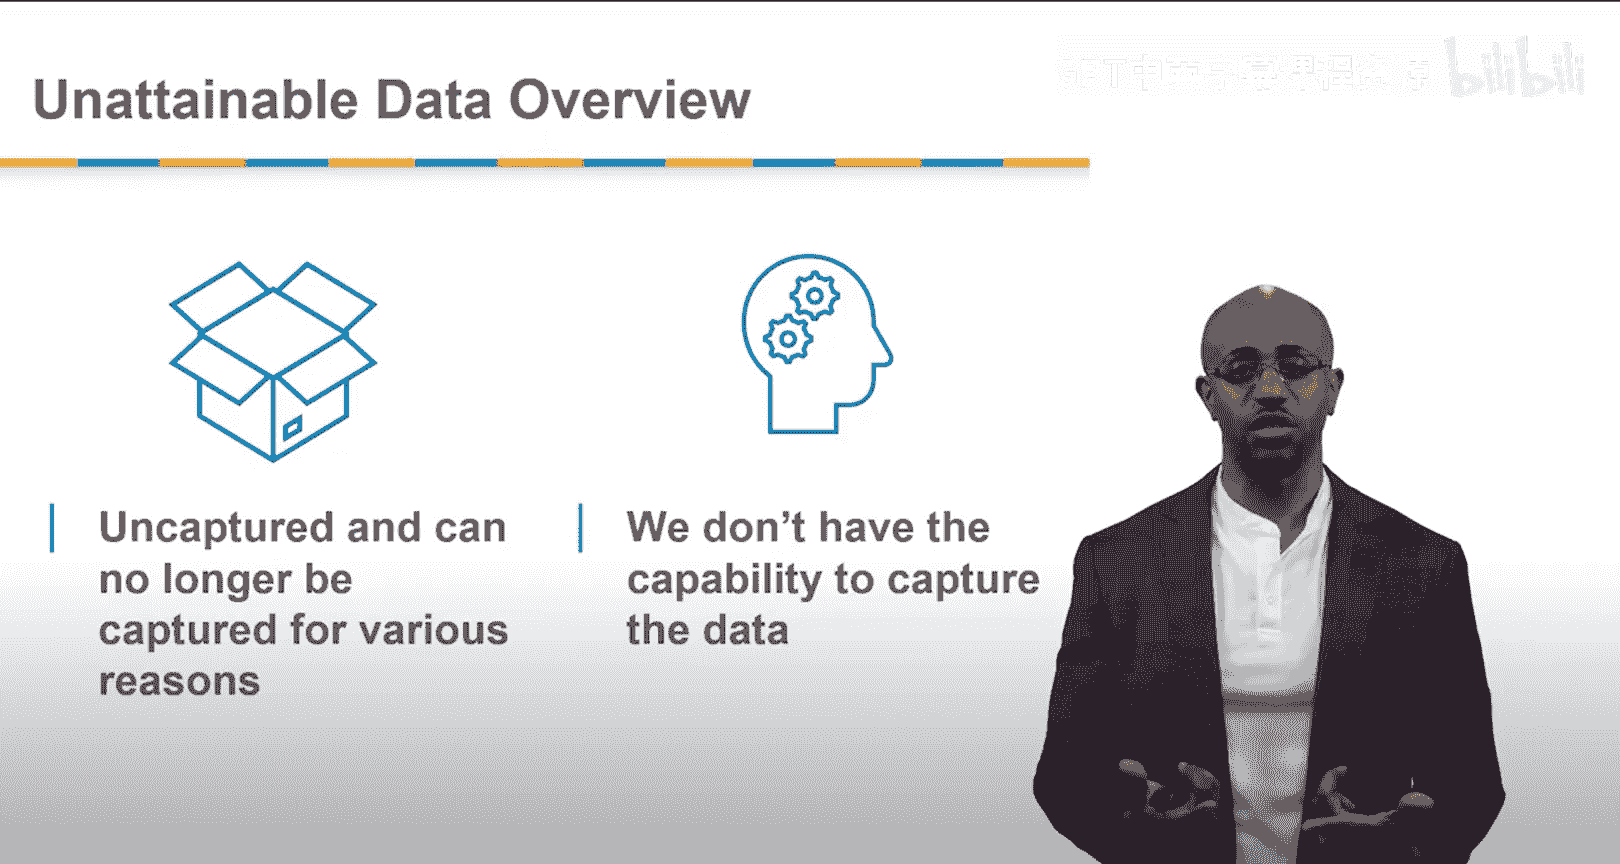 bilibili
Unattainable Data Overview
Uncaptured and can
no longer be
captured for various
reasons
We don't have the
capability to capture
the data